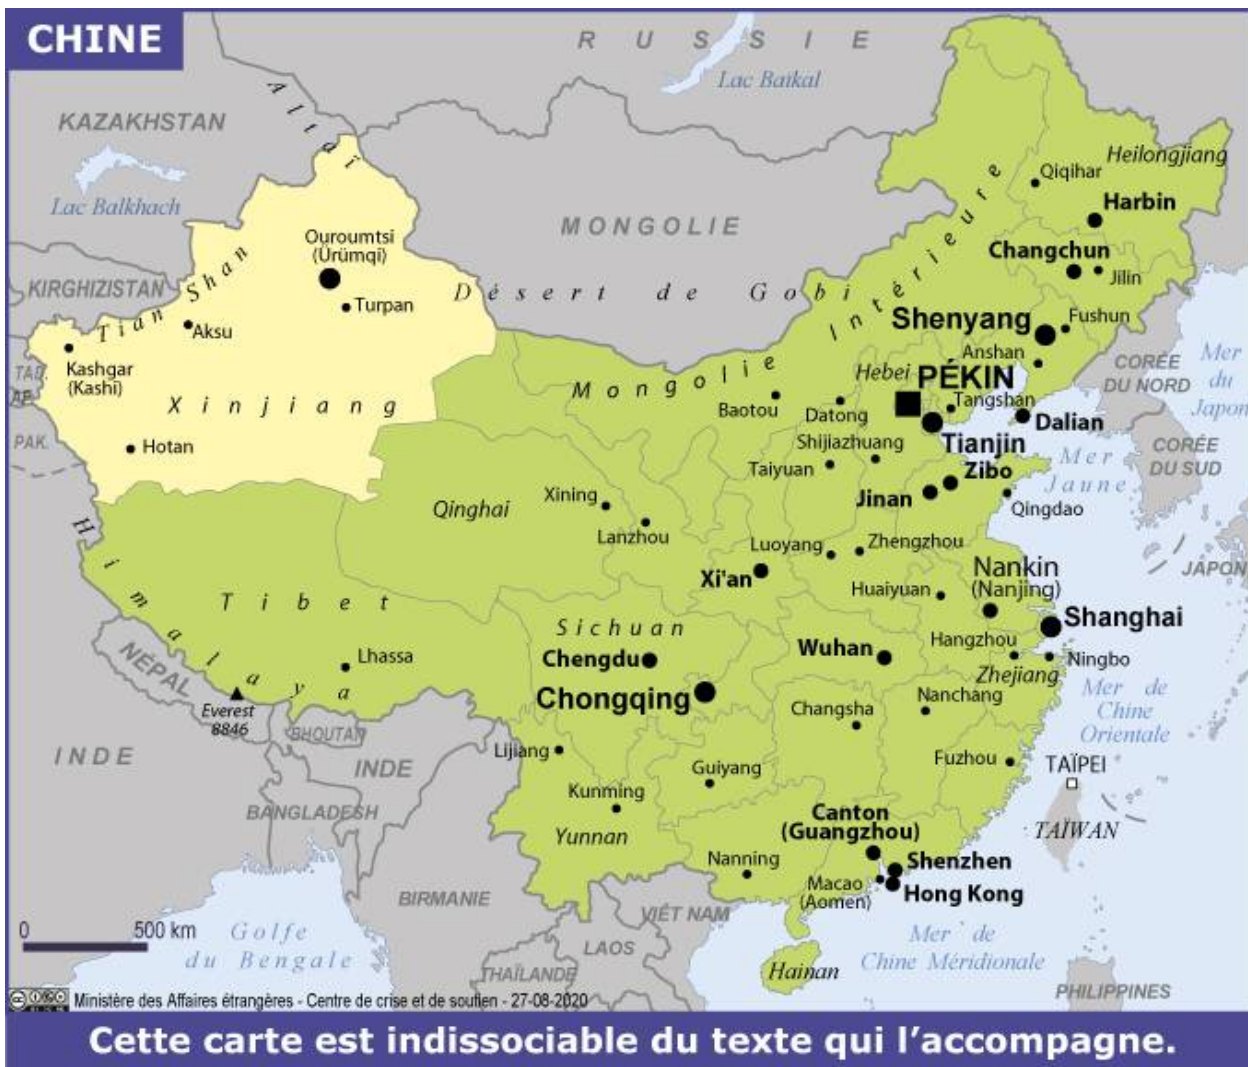 CHINE
RUSSIE
Lac Baïkal
Altaï
KAZAKHSTAN
Lac Balkhach
MONGOLIE
Heilongjiang
Qiqihar
Harbin
Changchun
Jilin
Ouroumtsi
(Ürümqi)
Turpan
KIRGHIZISTAN
Tian Shan
Aksu
Désert de Gobi
Mongolie Intérieure
Shenyang
Fushun
Anshan
Kashgar
(Kashi)
TAD.
AF.
PAK.
Xinjiang
Hotan
Hebei
PÉKIN
Tangshan
Baotou
Datong
Dalian
CORÉE
DU NORD
Mer
du
Japon
Tianjin
Shijiazhuang
Taiyuan
Zibo
Jinan
CORÉE
DU SUD
Mer
Jaune
Qingdao
Xining
Qinghai
Lanzhou
Luoyang
Zhengzhou
JAPON
Xi'an
Huaiyuan
Nankin
(Nanjing)
Himalaya
Tibet
Sichuan
Shanghai
Lhassa
Chengdu
Wuhan
Hangzhou
Ningbo
Zhejiang
NÉPAL
Everest
8846
Chongqing
Changsha
Nanchang
Mer de
Chine
Orientale
BHOUTAN
INDE
INDE
Lijiang
Guiyang
Fuzhou
TAÏPEI
Kunming
BANGLADESH
Yunnan
Canton
(Guangzhou)
TAÏWAN
Nanning
Shenzhen
Macao
(Aomen)
Hong Kong
BIRMANIE
VIÊT NAM
0 500 km
Golfe
du Bengale
LAOS
Mer de
Chine Méridionale
THAÏLANDE
Hainan
PHILIPPINES
Ministère des Affaires étrangères - Centre de crise et de soutien - 27-08-2020
Cette carte est indissociable du texte qui l'accompagne.